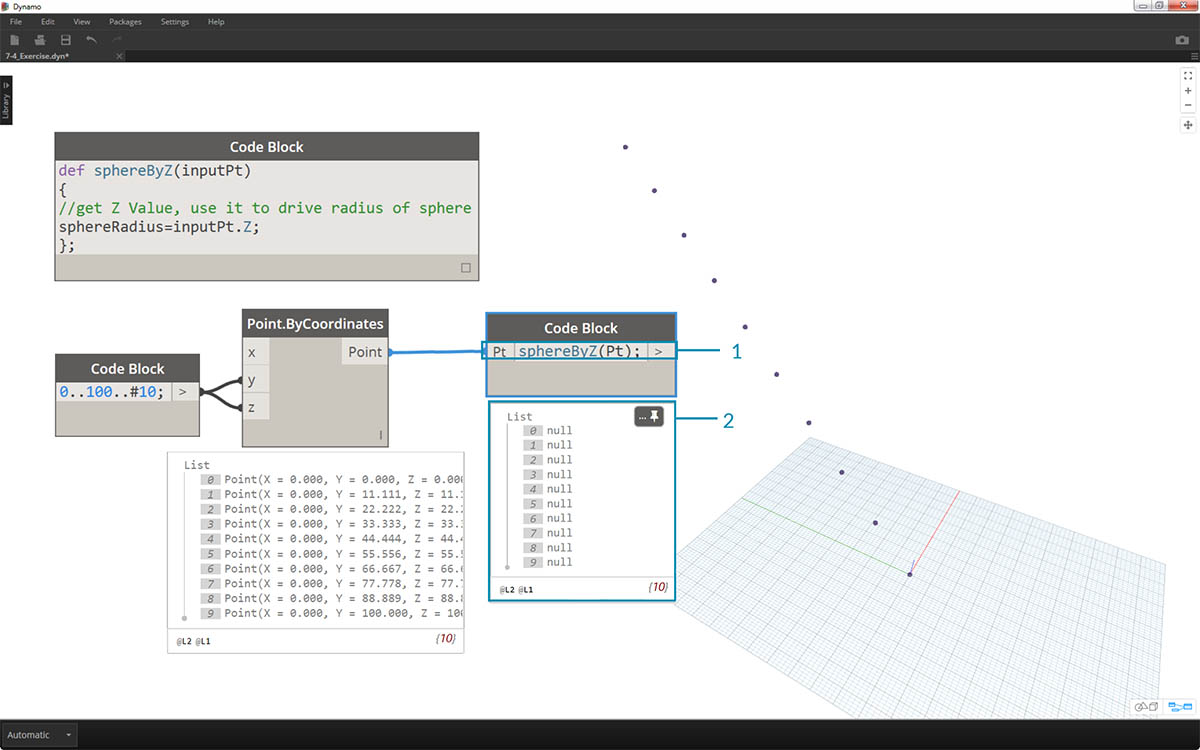 Dynamo
File Edit View Packages Settings Help
7-4_Exercise.dyn*
Library
Code Block
def sphereByZ(inputPt)
{
//get Z Value, use it to drive radius of sphere
sphereRadius=inputPt.Z;
};
Code Block
0..100..#10; >
Point.ByCoordinates
x Point
y
z
Code Block
Pt sphereByZ(Pt); >
1
2
List
0 Point(X = 0.000, Y = 0.000, Z = 0.000
1 Point(X = 0.000, Y = 11.111, Z = 11.1
2 Point(X = 0.000, Y = 22.222, Z = 22.2
3 Point(X = 0.000, Y = 33.333, Z = 33.3
4 Point(X = 0.000, Y = 44.444, Z = 44.4
5 Point(X = 0.000, Y = 55.556, Z = 55.5
6 Point(X = 0.000, Y = 66.667, Z = 66.6
7 Point(X = 0.000, Y = 77.778, Z = 77.7
8 Point(X = 0.000, Y = 88.889, Z = 88.8
9 Point(X = 0.000, Y = 100.000, Z = 100
@L2 @L1 {10}
List
0 null
1 null
2 null
3 null
4 null
5 null
6 null
7 null
8 null
9 null
@L2 @L1 {10}
Automatic